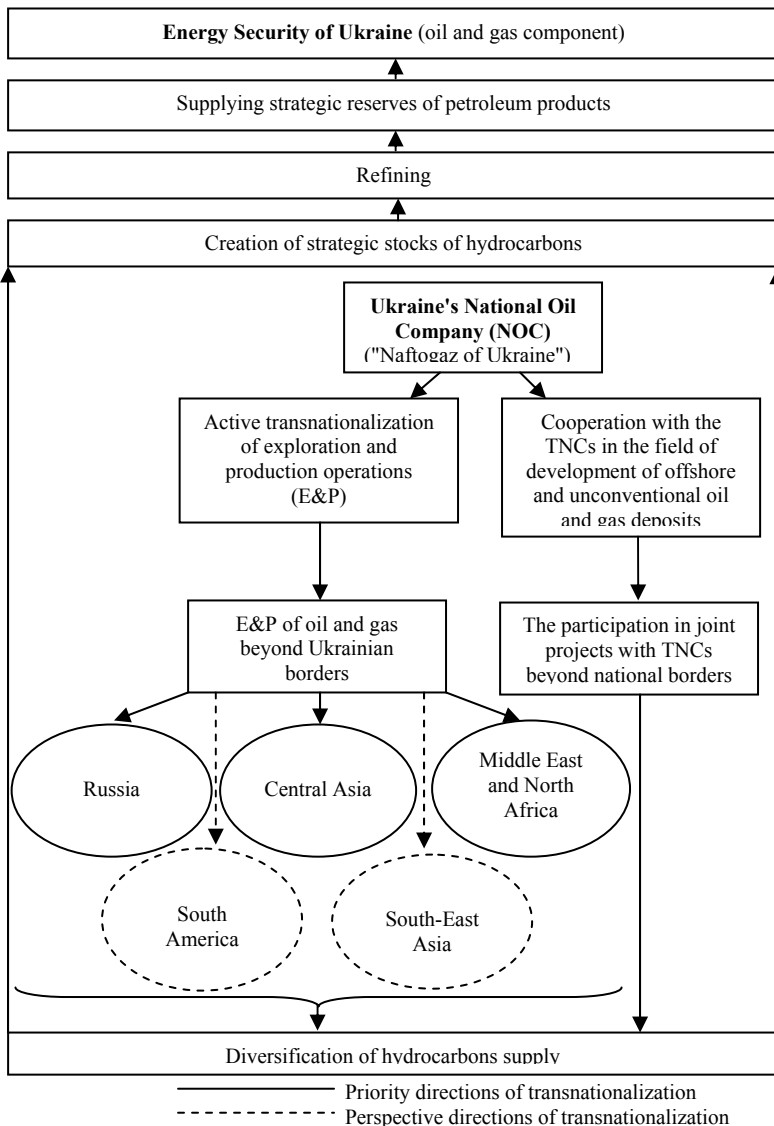 Energy Security of Ukraine (oil and gas component)
Supplying strategic reserves of petroleum products
Refining
Creation of strategic stocks of hydrocarbons
Ukraine's National Oil
Company (NOC)
("Naftogaz of Ukraine")
Active transnationalization
of exploration and
production operations
(E&P)
Cooperation with the
TNCs in the field of
development of offshore
and unconventional oil
and gas deposits
E&P of oil and gas
beyond Ukrainian
borders
The participation in joint
projects with TNCs
beyond national borders
Russia
Central Asia
Middle East
and North
Africa
South
America
South-East
Asia
Diversification of hydrocarbons supply
Priority directions of transnationalization
Perspective directions of transnationalization